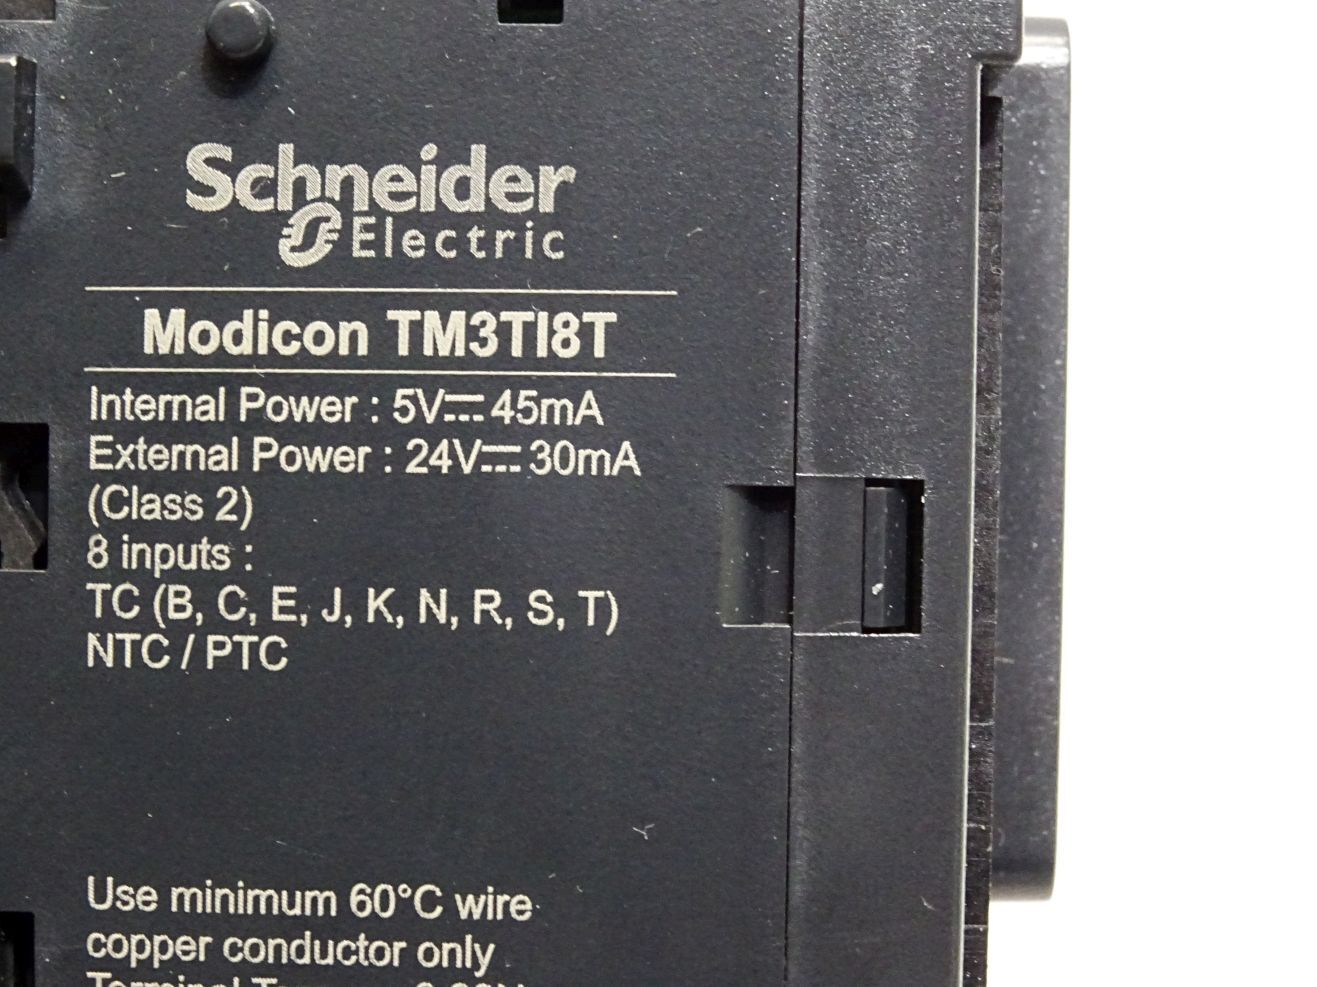 Schneider
Electric
Modicon TM3TI8T
Internal Power : 5V⎓45mA
External Power : 24V⎓30mA
(Class 2)
8 inputs :
TC (B, C, E, J, K, N, R, S, T)
NTC / PTC
Use minimum 60°C wire
copper conductor only
Terminal